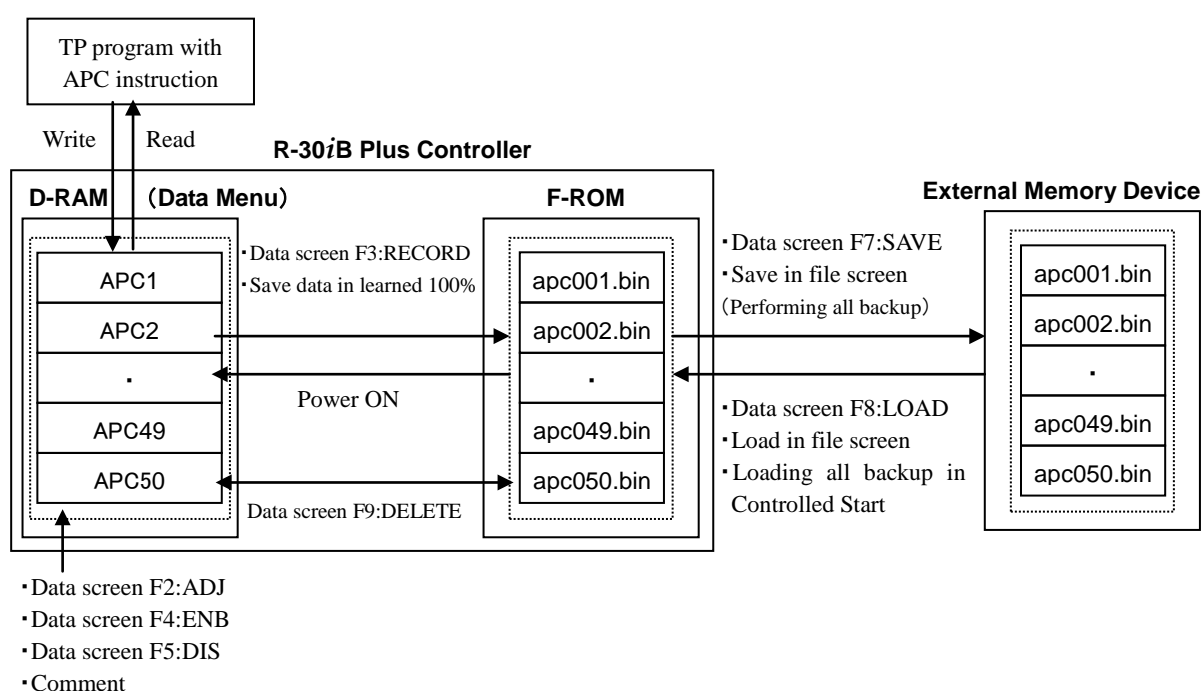 TP program with
APC instruction
Write
Read
R-30iB Plus Controller
D-RAM (Data Menu)
F-ROM
External Memory Device
APC1
APC2
・
APC49
APC50
・Data screen F3:RECORD
・Save data in learned 100%
Power ON
Data screen F9:DELETE
apc001.bin
apc002.bin
・
apc049.bin
apc050.bin
・Data screen F7:SAVE
・Save in file screen
(Performing all backup)
・Data screen F8:LOAD
・Load in file screen
・Loading all backup in
Controlled Start
apc001.bin
apc002.bin
・
apc049.bin
apc050.bin
・Data screen F2:ADJ
・Data screen F4:ENB
・Data screen F5:DIS
・Comment